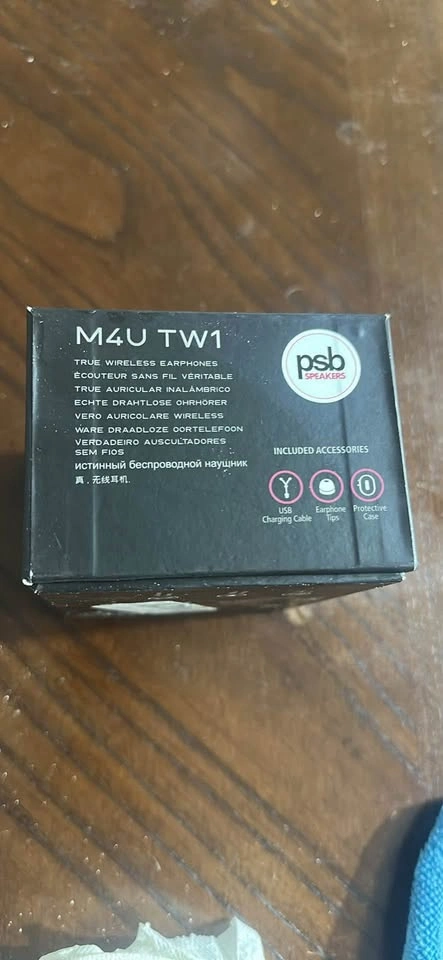 M4U TW1
TRUE WIRELESS EARPHONES
ÉCOUTEUR SANS FIL VÉRITABLE
TRUE AURICULAR INALÁMBRICO
ECHTE DRAHTLOSE OHRHÖRER
VERO AURICOLARE WIRELESS
WARE DRAADLOZE OORTELEFOON
VERDADEIRO AUSCULTADORES
SEM FIOS
истинный беспроводной наушник
真，无线耳机
psb
SPEAKERS
INCLUDED ACCESSORIES
USB
Charging Cable
Earphone
Tips
Protective
Case